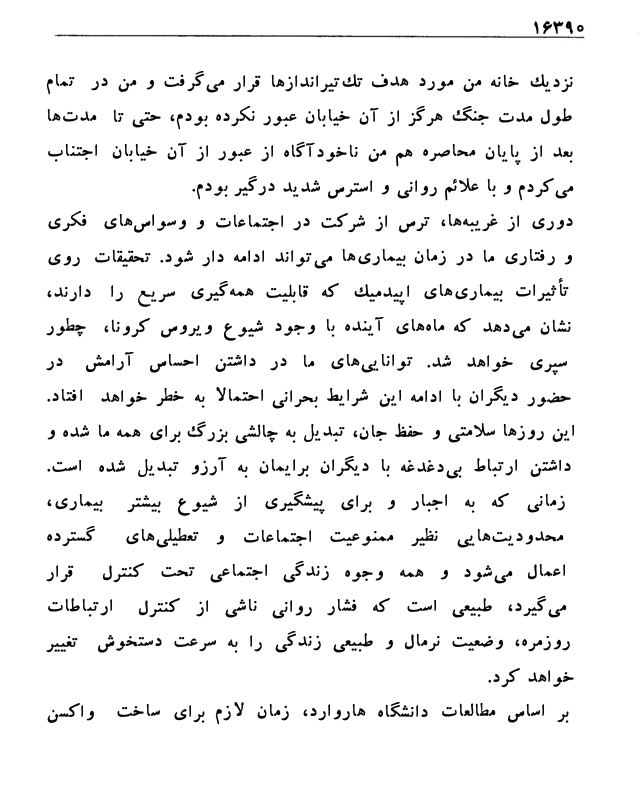 ۱۶۳۹۰
نزدیك خانه من مورد هدف تك‌تیراندازها قرار می‌گرفت و من در تمام
طول مدت جنگ هرگز از آن خیابان عبور نکرده بودم، حتی تا مدت‌ها
بعد از پایان محاصره هم من ناخودآگاه از عبور از آن خیابان اجتناب
می‌کردم و با علائم روانی و استرس شدید درگیر بودم.
دوری از غریبه‌ها، ترس از شرکت در اجتماعات و وسواس‌های فکری
و رفتاری ما در زمان بیماری‌ها می‌تواند ادامه دار شود. تحقیقات روی
تأثیرات بیماری‌های اپیدمیك که قابلیت همه‌گیری سریع را دارند،
نشان می‌دهد که ماه‌های آینده با وجود شیوع ویروس کرونا، چطور
سپری خواهد شد. توانایی‌های ما در داشتن احساس آرامش در
حضور دیگران با ادامه این شرایط بحرانی احتمالاً به خطر خواهد افتاد.
این روزها سلامتی و حفظ جان، تبدیل به چالشی بزرگ برای همه ما شده و
داشتن ارتباط بی‌دغدغه با دیگران برایمان به آرزو تبدیل شده است.
زمانی که به اجبار و برای پیشگیری از شیوع بیشتر بیماری،
محدودیت‌هایی نظیر ممنوعیت اجتماعات و تعطیلی‌های گسترده
اعمال می‌شود و همه وجوه زندگی اجتماعی تحت کنترل قرار
می‌گیرد، طبیعی است که فشار روانی ناشی از کنترل ارتباطات
روزمره، وضعیت نرمال و طبیعی زندگی را به سرعت دستخوش تغییر
خواهد کرد.
بر اساس مطالعات دانشگاه هاروارد، زمان لازم برای ساخت واکسن